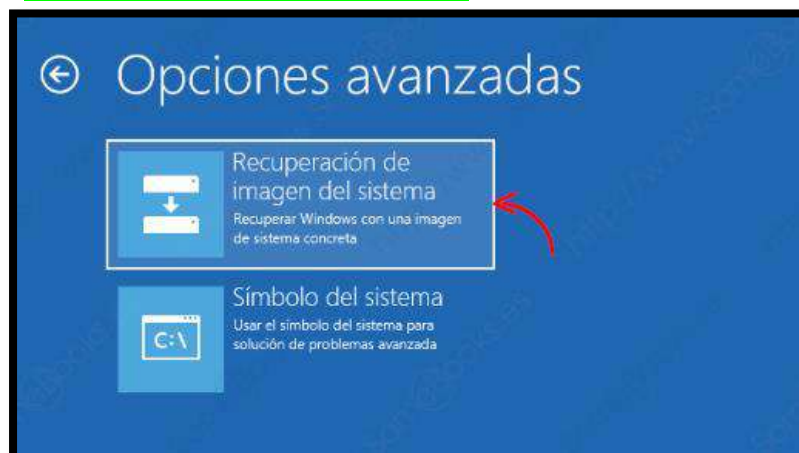 Opciones avanzadas
Recuperación de
imagen del sistema
Recuperar Windows con una imagen
de sistema concreta
Símbolo del sistema
Usar el símbolo del sistema para
solución de problemas avanzada
C:\